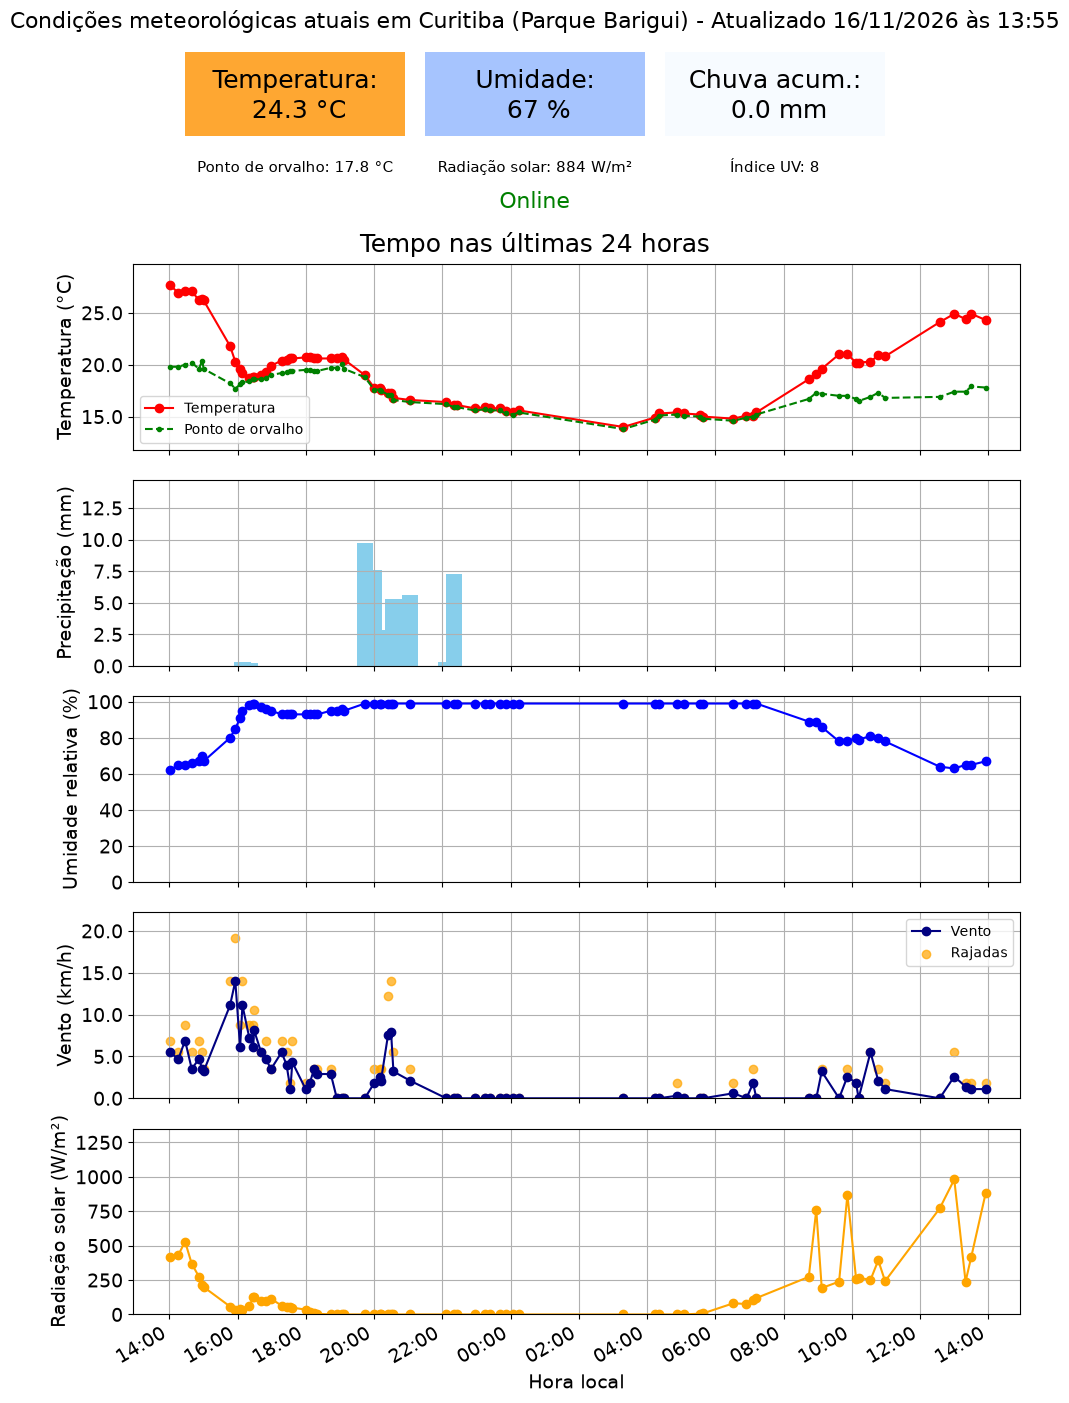 Condições meteorológicas atuais em Curitiba (Parque Barigui) - Atualizado 16/11/2026 às 13:55
Temperatura:
24.3 °C
Umidade:
67 %
Chuva acum.:
0.0 mm
Ponto de orvalho: 17.8 °C
Radiação solar: 884 W/m²
Índice UV: 8
Online
Tempo nas últimas 24 horas
Temperatura (°C)
25.0
20.0
15.0
Temperatura
Ponto de orvalho
Precipitação (mm)
12.5
10.0
7.5
5.0
2.5
0.0
Umidade relativa (%)
100
80
60
40
20
0
Vento (km/h)
20.0
15.0
10.0
5.0
0.0
Vento
Rajadas
Radiação solar (W/m²)
1250
1000
750
500
250
0
14:00
16:00
18:00
20:00
22:00
00:00
02:00
04:00
06:00
08:00
10:00
12:00
14:00
Hora local